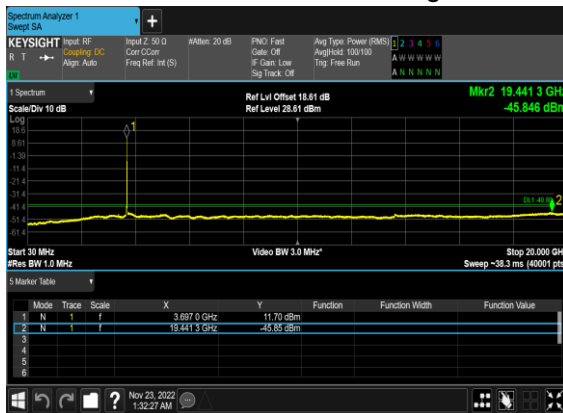 Spectrum Analyzer 1
Swept SA
KEYSIGHT Input: RF Input Z: 50 Ω #Atten: 20 dB PNO: Fast Avg Type: Power (RMS) 1 2 3 4 5 6
R T Coupling: DC Corr CCorr Gate: Off Avg|Hold: 100/100 A W W W W W
Align: Auto Freq Ref: Int (S) IF Gain: Low Trig: Free Run
Sig Track: Off A N N N N N
1 Spectrum Ref Lvl Offset 18.61 dB Mkr2 19.441 3 GHz
Scale/Div 10 dB Ref Level 28.61 dBm -45.846 dBm
Log
18.6
1
8.61
-1.39
-11.4
-21.4
-31.4
DL1 -40.00 2
-41.4
-51.4
-61.4
Start 30 MHz Video BW 3.0 MHz* Stop 20.000 GHz
#Res BW 1.0 MHz Sweep ~38.3 ms (40001 pts)
5 Marker Table
Mode Trace Scale X Y Function Function Width Function Value
1 N 1 f 3.697 0 GHz 11.70 dBm
2 N 1 f 19.441 3 GHz -45.85 dBm
3
4
5
6
? Nov 23, 2022
1:32:27 AM